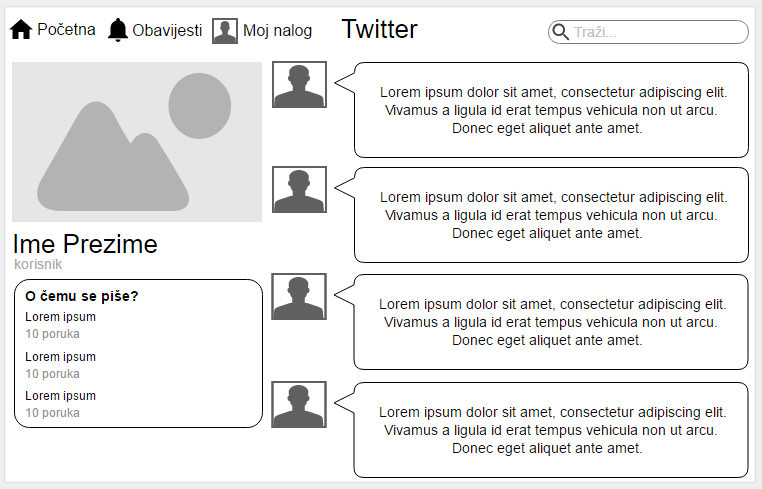 Početna
Obavijesti
Moj nalog
Twitter
Traži...
Ime Prezime
korisnik
O čemu se piše?
Lorem ipsum
10 poruka
Lorem ipsum
10 poruka
Lorem ipsum
10 poruka
Lorem ipsum dolor sit amet, consectetur adipiscing elit.
Vivamus a ligula id erat tempus vehicula non ut arcu.
Donec eget aliquet ante amet.
Lorem ipsum dolor sit amet, consectetur adipiscing elit.
Vivamus a ligula id erat tempus vehicula non ut arcu.
Donec eget aliquet ante amet.
Lorem ipsum dolor sit amet, consectetur adipiscing elit.
Vivamus a ligula id erat tempus vehicula non ut arcu.
Donec eget aliquet ante amet.
Lorem ipsum dolor sit amet, consectetur adipiscing elit.
Vivamus a ligula id erat tempus vehicula non ut arcu.
Donec eget aliquet ante amet.